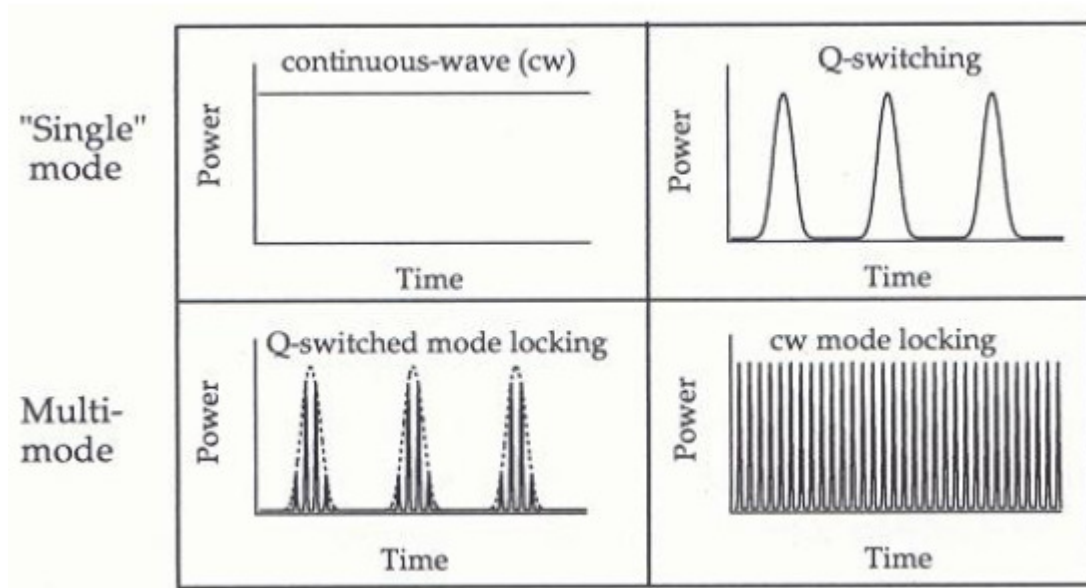 "Single"
mode
continuous-wave (cw)
Power
Time
Q-switching
Power
Time
Multi-
mode
Q-switched mode locking
Power
Time
cw mode locking
Power
Time